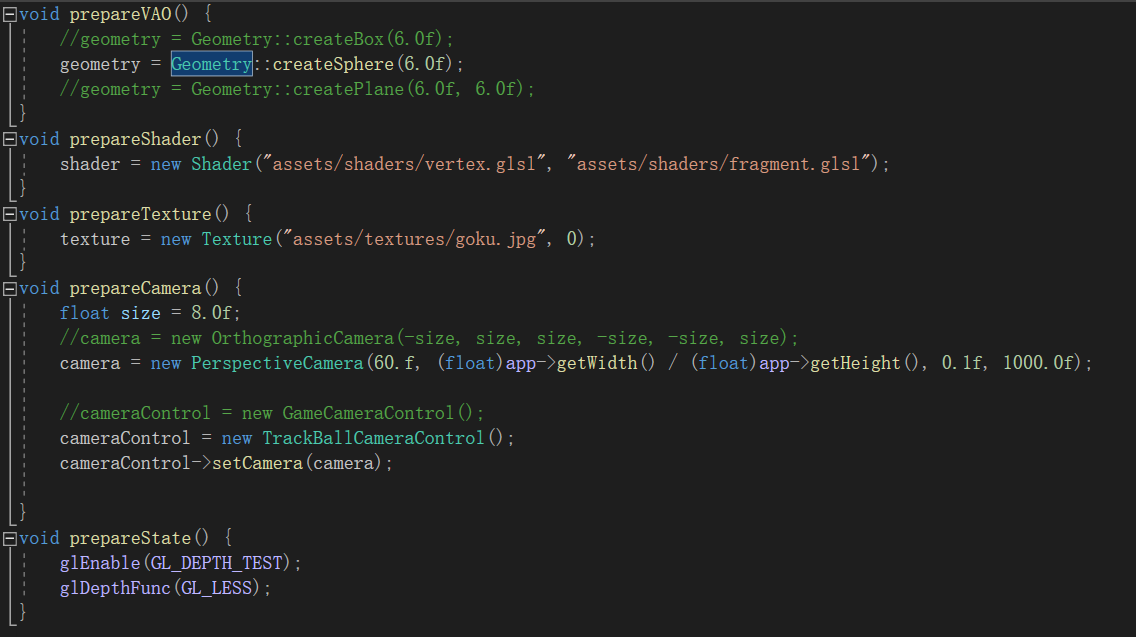 void prepareVAO() {
//geometry = Geometry::createBox(6.0f);
geometry = Geometry::createSphere(6.0f);
//geometry = Geometry::createPlane(6.0f, 6.0f);
}
void prepareShader() {
shader = new Shader("assets/shaders/vertex.glsl", "assets/shaders/fragment.glsl");
}
void prepareTexture() {
texture = new Texture("assets/textures/goku.jpg", 0);
}
void prepareCamera() {
float size = 8.0f;
//camera = new OrthographicCamera(-size, size, size, -size, -size, size);
camera = new PerspectiveCamera(60.f, (float)app->getWidth() / (float)app->getHeight(), 0.1f, 1000.0f);
//cameraControl = new GameCameraControl();
cameraControl = new TrackBallCameraControl();
cameraControl->setCamera(camera);
}
void prepareState() {
glEnable(GL_DEPTH_TEST);
glDepthFunc(GL_LESS);
}